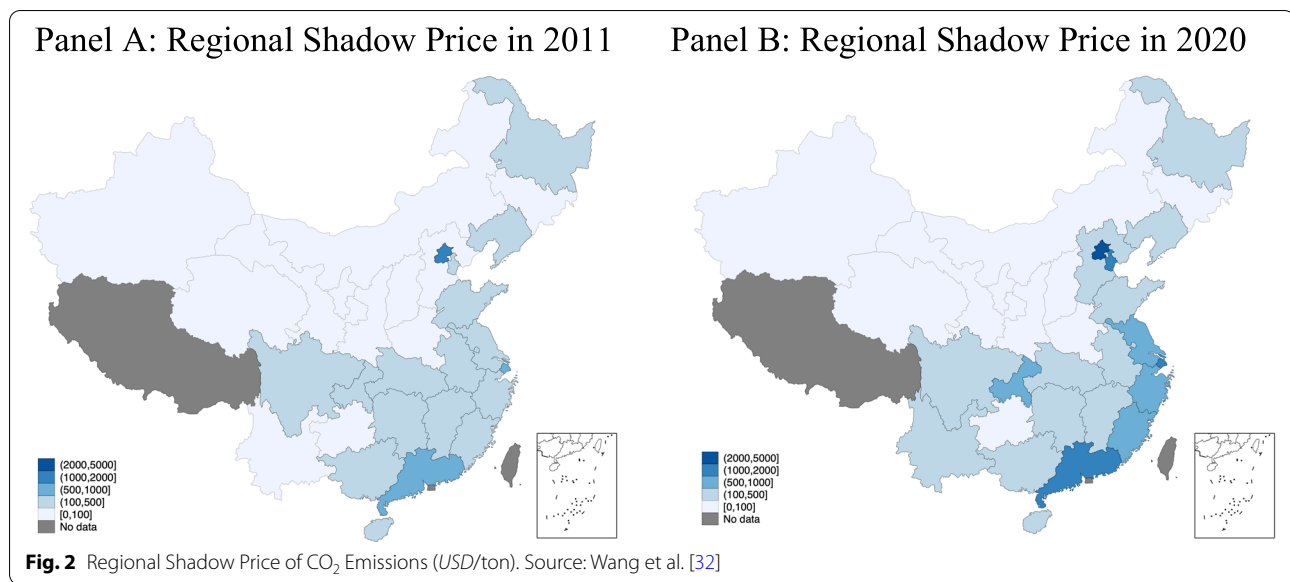 Panel A: Regional Shadow Price in 2011
Panel B: Regional Shadow Price in 2020
(2000,5000]
(1000,2000]
(500,1000]
(100,500]
[0,100]
No data
(2000,5000]
(1000,2000]
(500,1000]
(100,500]
[0,100]
No data
Fig. 2 Regional Shadow Price of CO₂ Emissions (USD/ton). Source: Wang et al. [32]